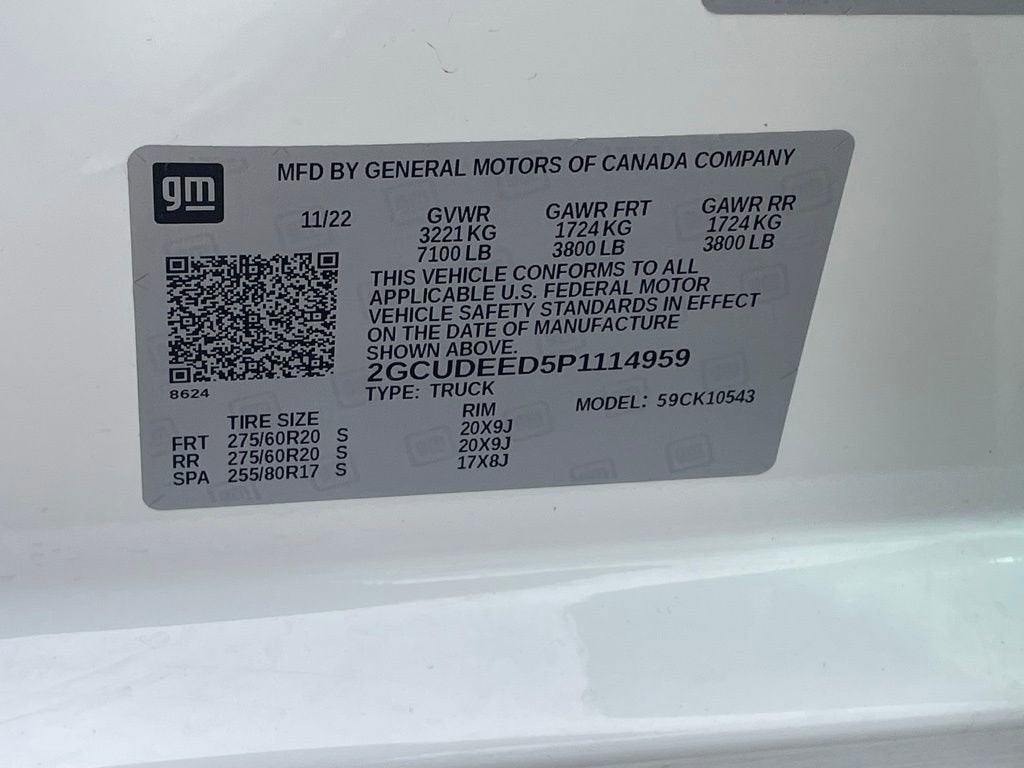 gm
MFD BY GENERAL MOTORS OF CANADA COMPANY
11/22
GVWR
3221 KG
7100 LB
GAWR FRT
1724 KG
3800 LB
GAWR RR
1724 KG
3800 LB
THIS VEHICLE CONFORMS TO ALL
APPLICABLE U.S. FEDERAL MOTOR
VEHICLE SAFETY STANDARDS IN EFFECT
ON THE DATE OF MANUFACTURE
SHOWN ABOVE.
2GCUDEED5P1114959
TYPE: TRUCK
MODEL: 59CK10543
8624
TIRE SIZE RIM
FRT 275/60R20 S 20X9J
RR 275/60R20 S 20X9J
SPA 255/80R17 S 17X8J